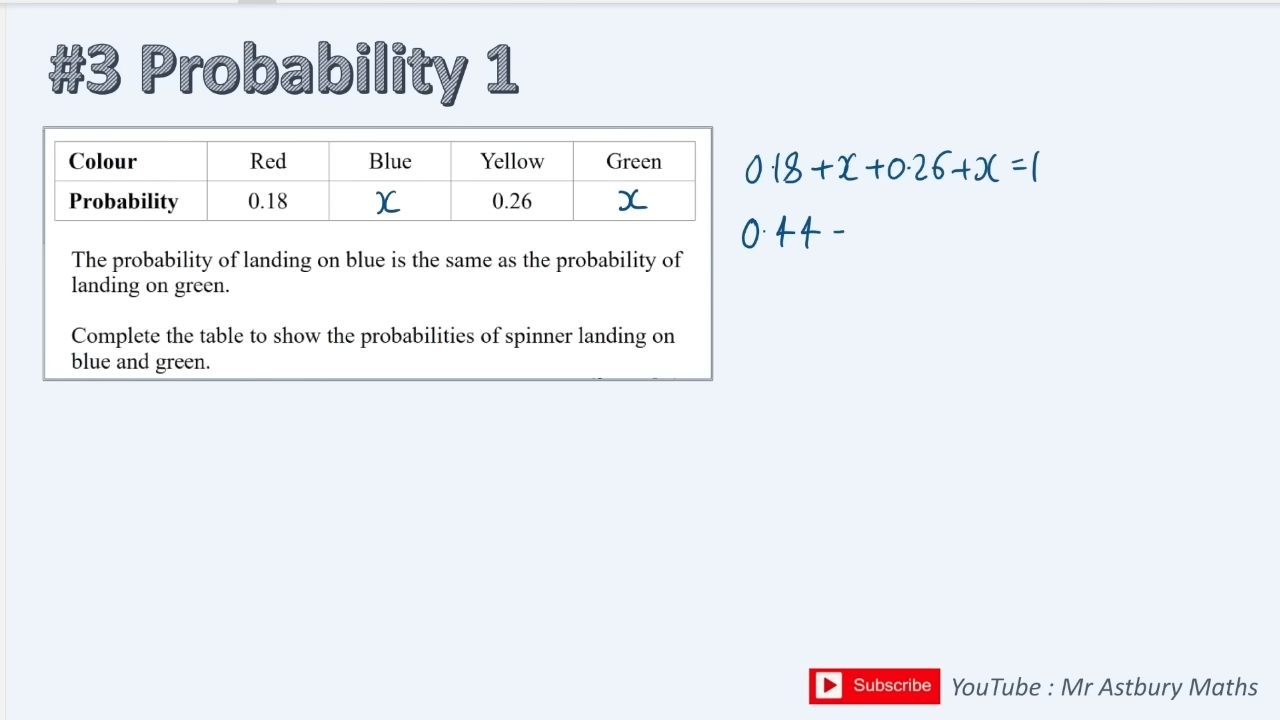 #3 Probability 1
Colour Red Blue Yellow Green
Probability 0.18 x 0.26 x
The probability of landing on blue is the same as the probability of
landing on green.
Complete the table to show the probabilities of spinner landing on
blue and green.
0.18 + x + 0.26 + x = 1
0.44 -
Subscribe YouTube : Mr Astbury Maths